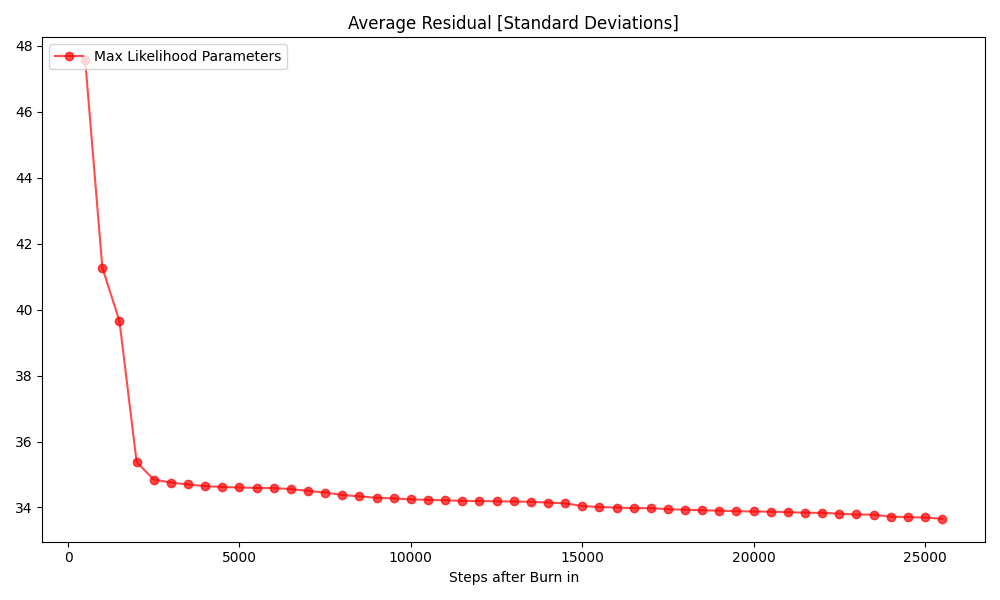 Average Residual [Standard Deviations]
Max Likelihood Parameters
48
46
44
42
40
38
36
34
0 5000 10000 15000 20000 25000
Steps after Burn in